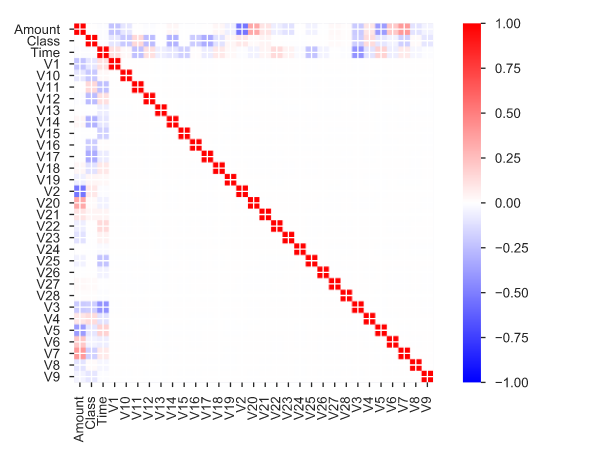 Amount
Class
Time
V1
V10
V11
V12
V13
V14
V15
V16
V17
V18
V19
V2
V20
V21
V22
V23
V24
V25
V26
V27
V28
V3
V4
V5
V6
V7
V8
V9
Amount
Class
Time
V1
V10
V11
V12
V13
V14
V15
V16
V17
V18
V19
V2
V20
V21
V22
V23
V24
V25
V26
V27
V28
V3
V4
V5
V6
V7
V8
V9
1.00
0.75
0.50
0.25
0.00
−0.25
−0.50
−0.75
−1.00